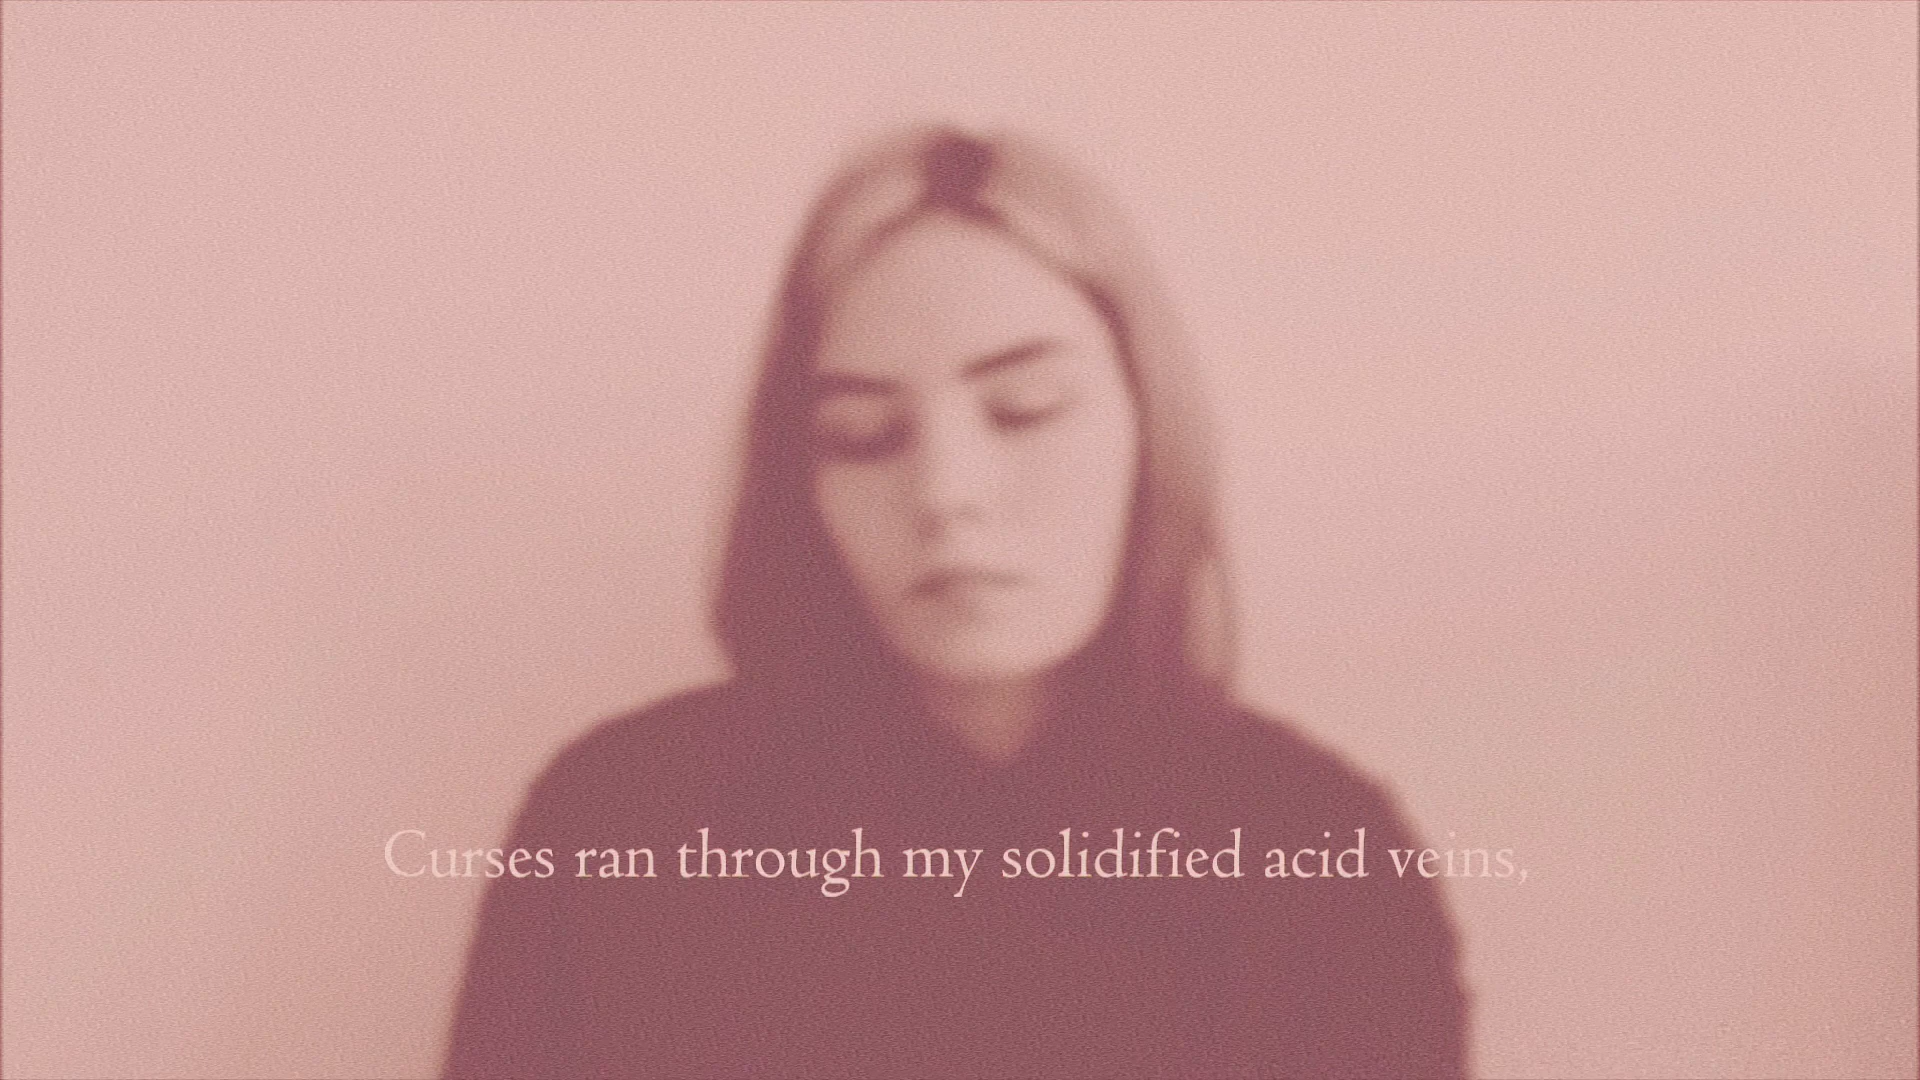 Curses ran through my solidified acid veins,